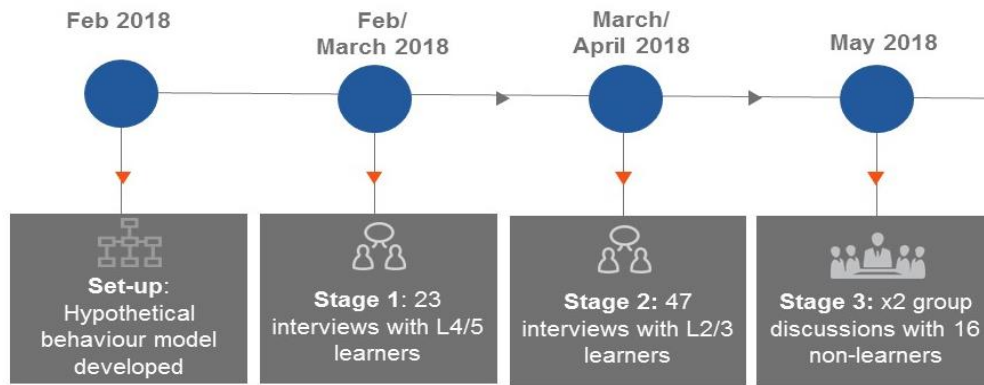 Feb 2018
Feb/
March 2018
March/
April 2018
May 2018
Set-up:
Hypothetical
behaviour model
developed
Stage 1: 23
interviews with L4/5
learners
Stage 2: 47
interviews with L2/3
learners
Stage 3: x2 group
discussions with 16
non-learners